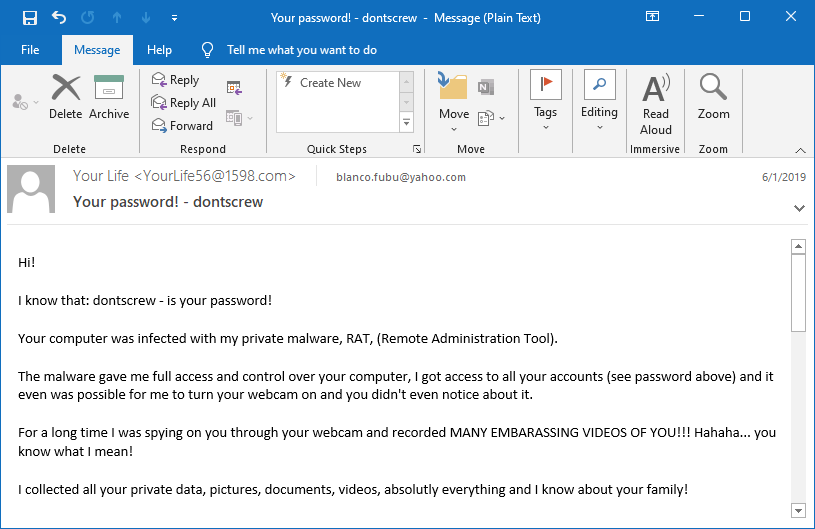 Your password! - dontscrew - Message (Plain Text)
File Message Help Tell me what you want to do
Delete Archive
Reply
Reply All
Forward
Create New
Move
Tags
Editing
Read Aloud
Zoom
Delete Respond Quick Steps Move Immersive Zoom
Your Life <YourLife56@1598.com> blanco.fubu@yahoo.com 6/1/2019
Your password! - dontscrew
Hi!
I know that: dontscrew - is your password!
Your computer was infected with my private malware, RAT, (Remote Administration Tool).
The malware gave me full access and control over your computer, I got access to all your accounts (see password above) and it
even was possible for me to turn your webcam on and you didn't even notice about it.
For a long time I was spying on you through your webcam and recorded MANY EMBARASSING VIDEOS OF YOU!!! Hahaha... you
know what I mean!
I collected all your private data, pictures, documents, videos, absolutly everything and I know about your family!